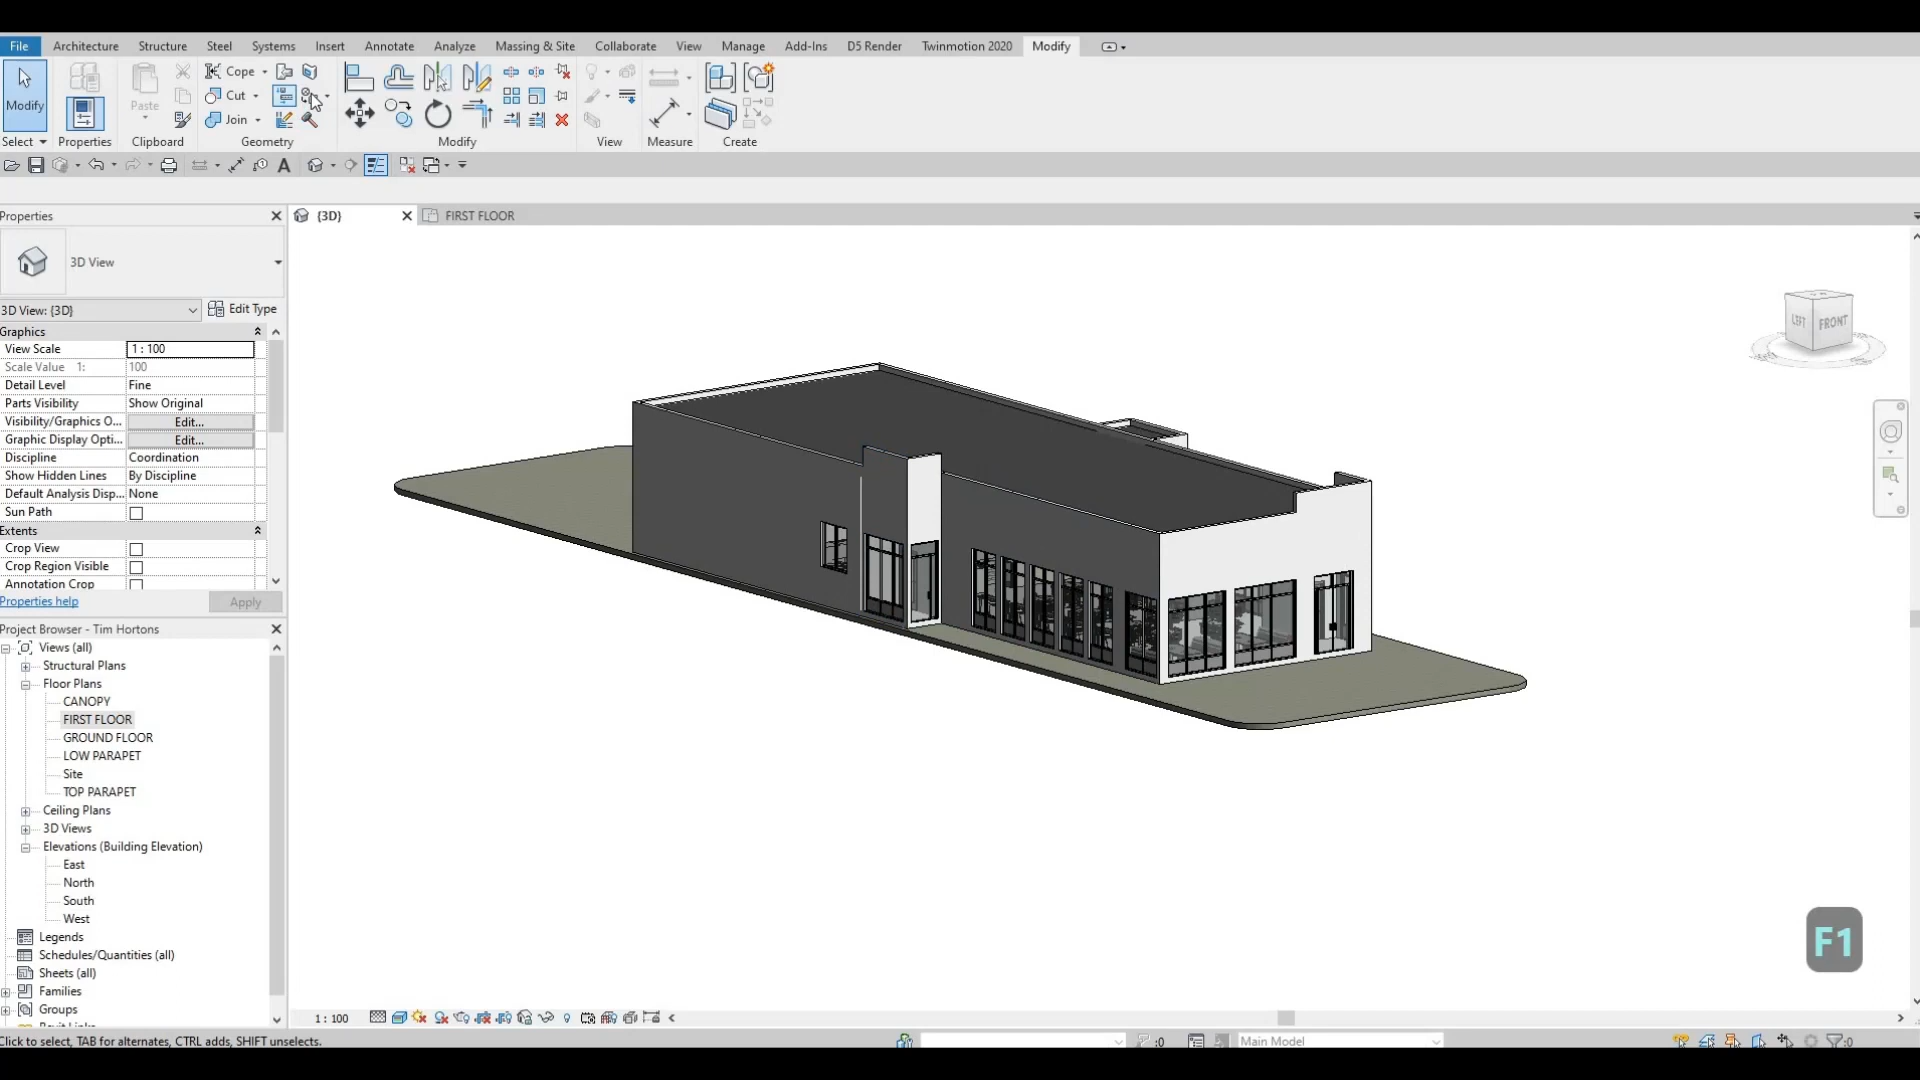 File Architecture Structure Steel Systems Insert Annotate Analyze Massing & Site Collaborate View Manage Add-Ins D5 Render Twinmotion 2020 Modify
Modify
Paste
Cope
Cut
Join
Select Properties Clipboard Geometry Modify View Measure Create
A
Properties
{3D}
FIRST FLOOR
3D View
3D View: {3D}
Edit Type
Graphics
View Scale 1 : 100
Scale Value 1: 100
Detail Level Fine
Parts Visibility Show Original
Visibility/Graphics O... Edit...
Graphic Display Opti... Edit...
Discipline Coordination
Show Hidden Lines By Discipline
Default Analysis Disp... None
Sun Path
Extents
Crop View
Crop Region Visible
Annotation Crop
Properties help
Apply
LEFT FRONT
Project Browser - Tim Hortons
Views (all)
Structural Plans
Floor Plans
CANOPY
FIRST FLOOR
GROUND FLOOR
LOW PARAPET
Site
TOP PARAPET
Ceiling Plans
3D Views
Elevations (Building Elevation)
East
North
South
West
Legends
Schedules/Quantities (all)
Sheets (all)
Families
Groups
F1
1 : 100
Click to select, TAB for alternates, CTRL adds, SHIFT unselects.
:0
Main Model
:0